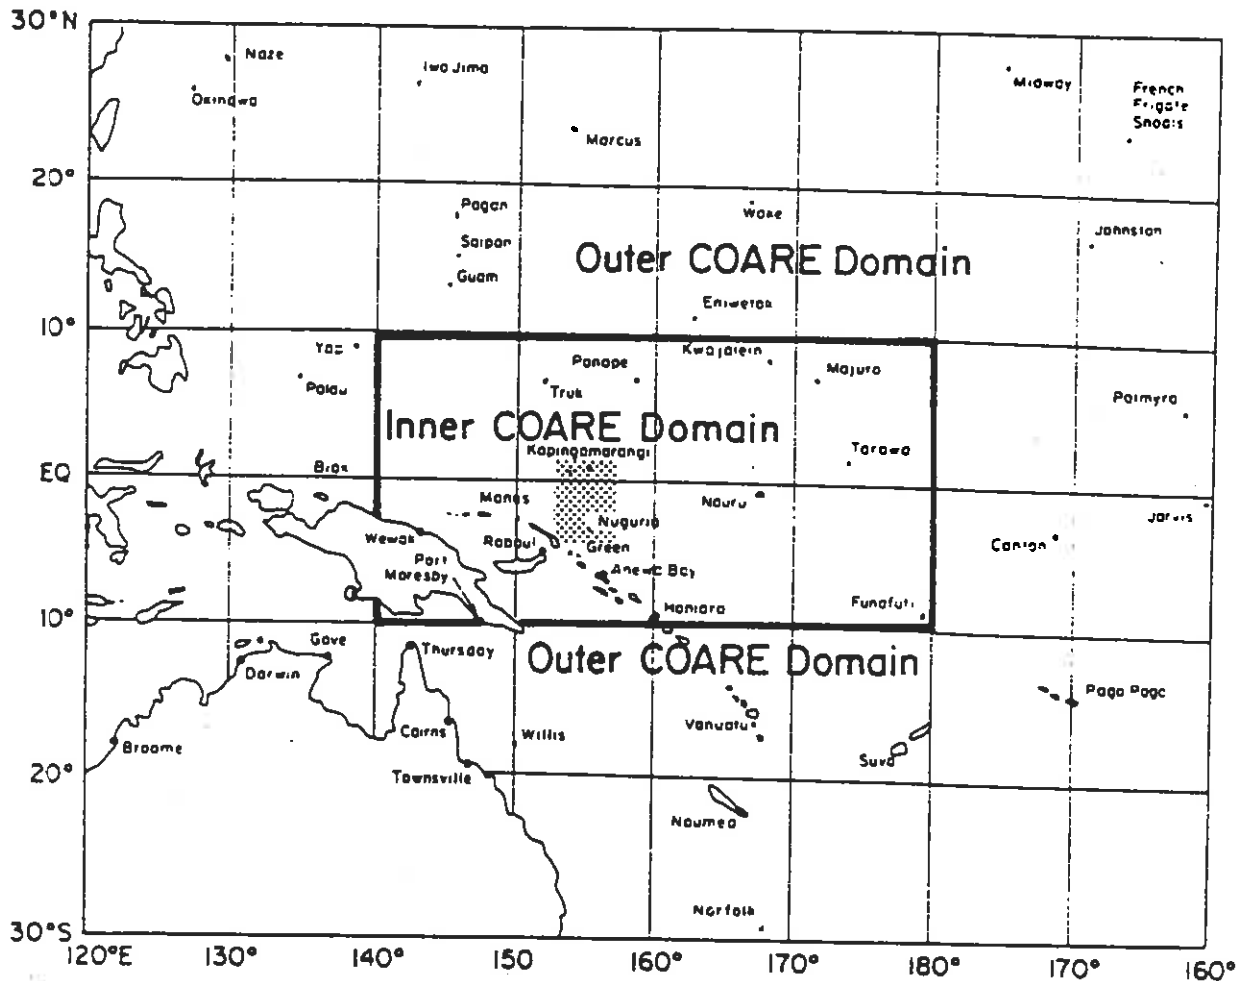 30°N
Naze
Iwo Jima
Okinawa
Midway
French
Frigate
Shoals
Marcus
20°
Pagan
Wake
Saipan
Johnston
Guam
Outer COARE Domain
Eniwetok
10°
Yap
Kwajalein
Ponape
Majuro
Palau
Truk
Palmyra
Inner COARE Domain
Kapingamarangi
Tarawa
EQ
Biak
Manus
Nauru
Jarvis
Nuguria
Wewak
Rabaul
Green
Canton
Port
Moresby
Anewa Bay
Honiara
Funafuti
10°
Gove
Thursday
Outer COARE Domain
Darwin
Pago Pago
Broome
Cairns
Willis
Vanuatu
Suva
20°
Townsville
Noumea
Norfolk
30°S
120°E
130°
140°
150
160°
170°
180°
170°
160°